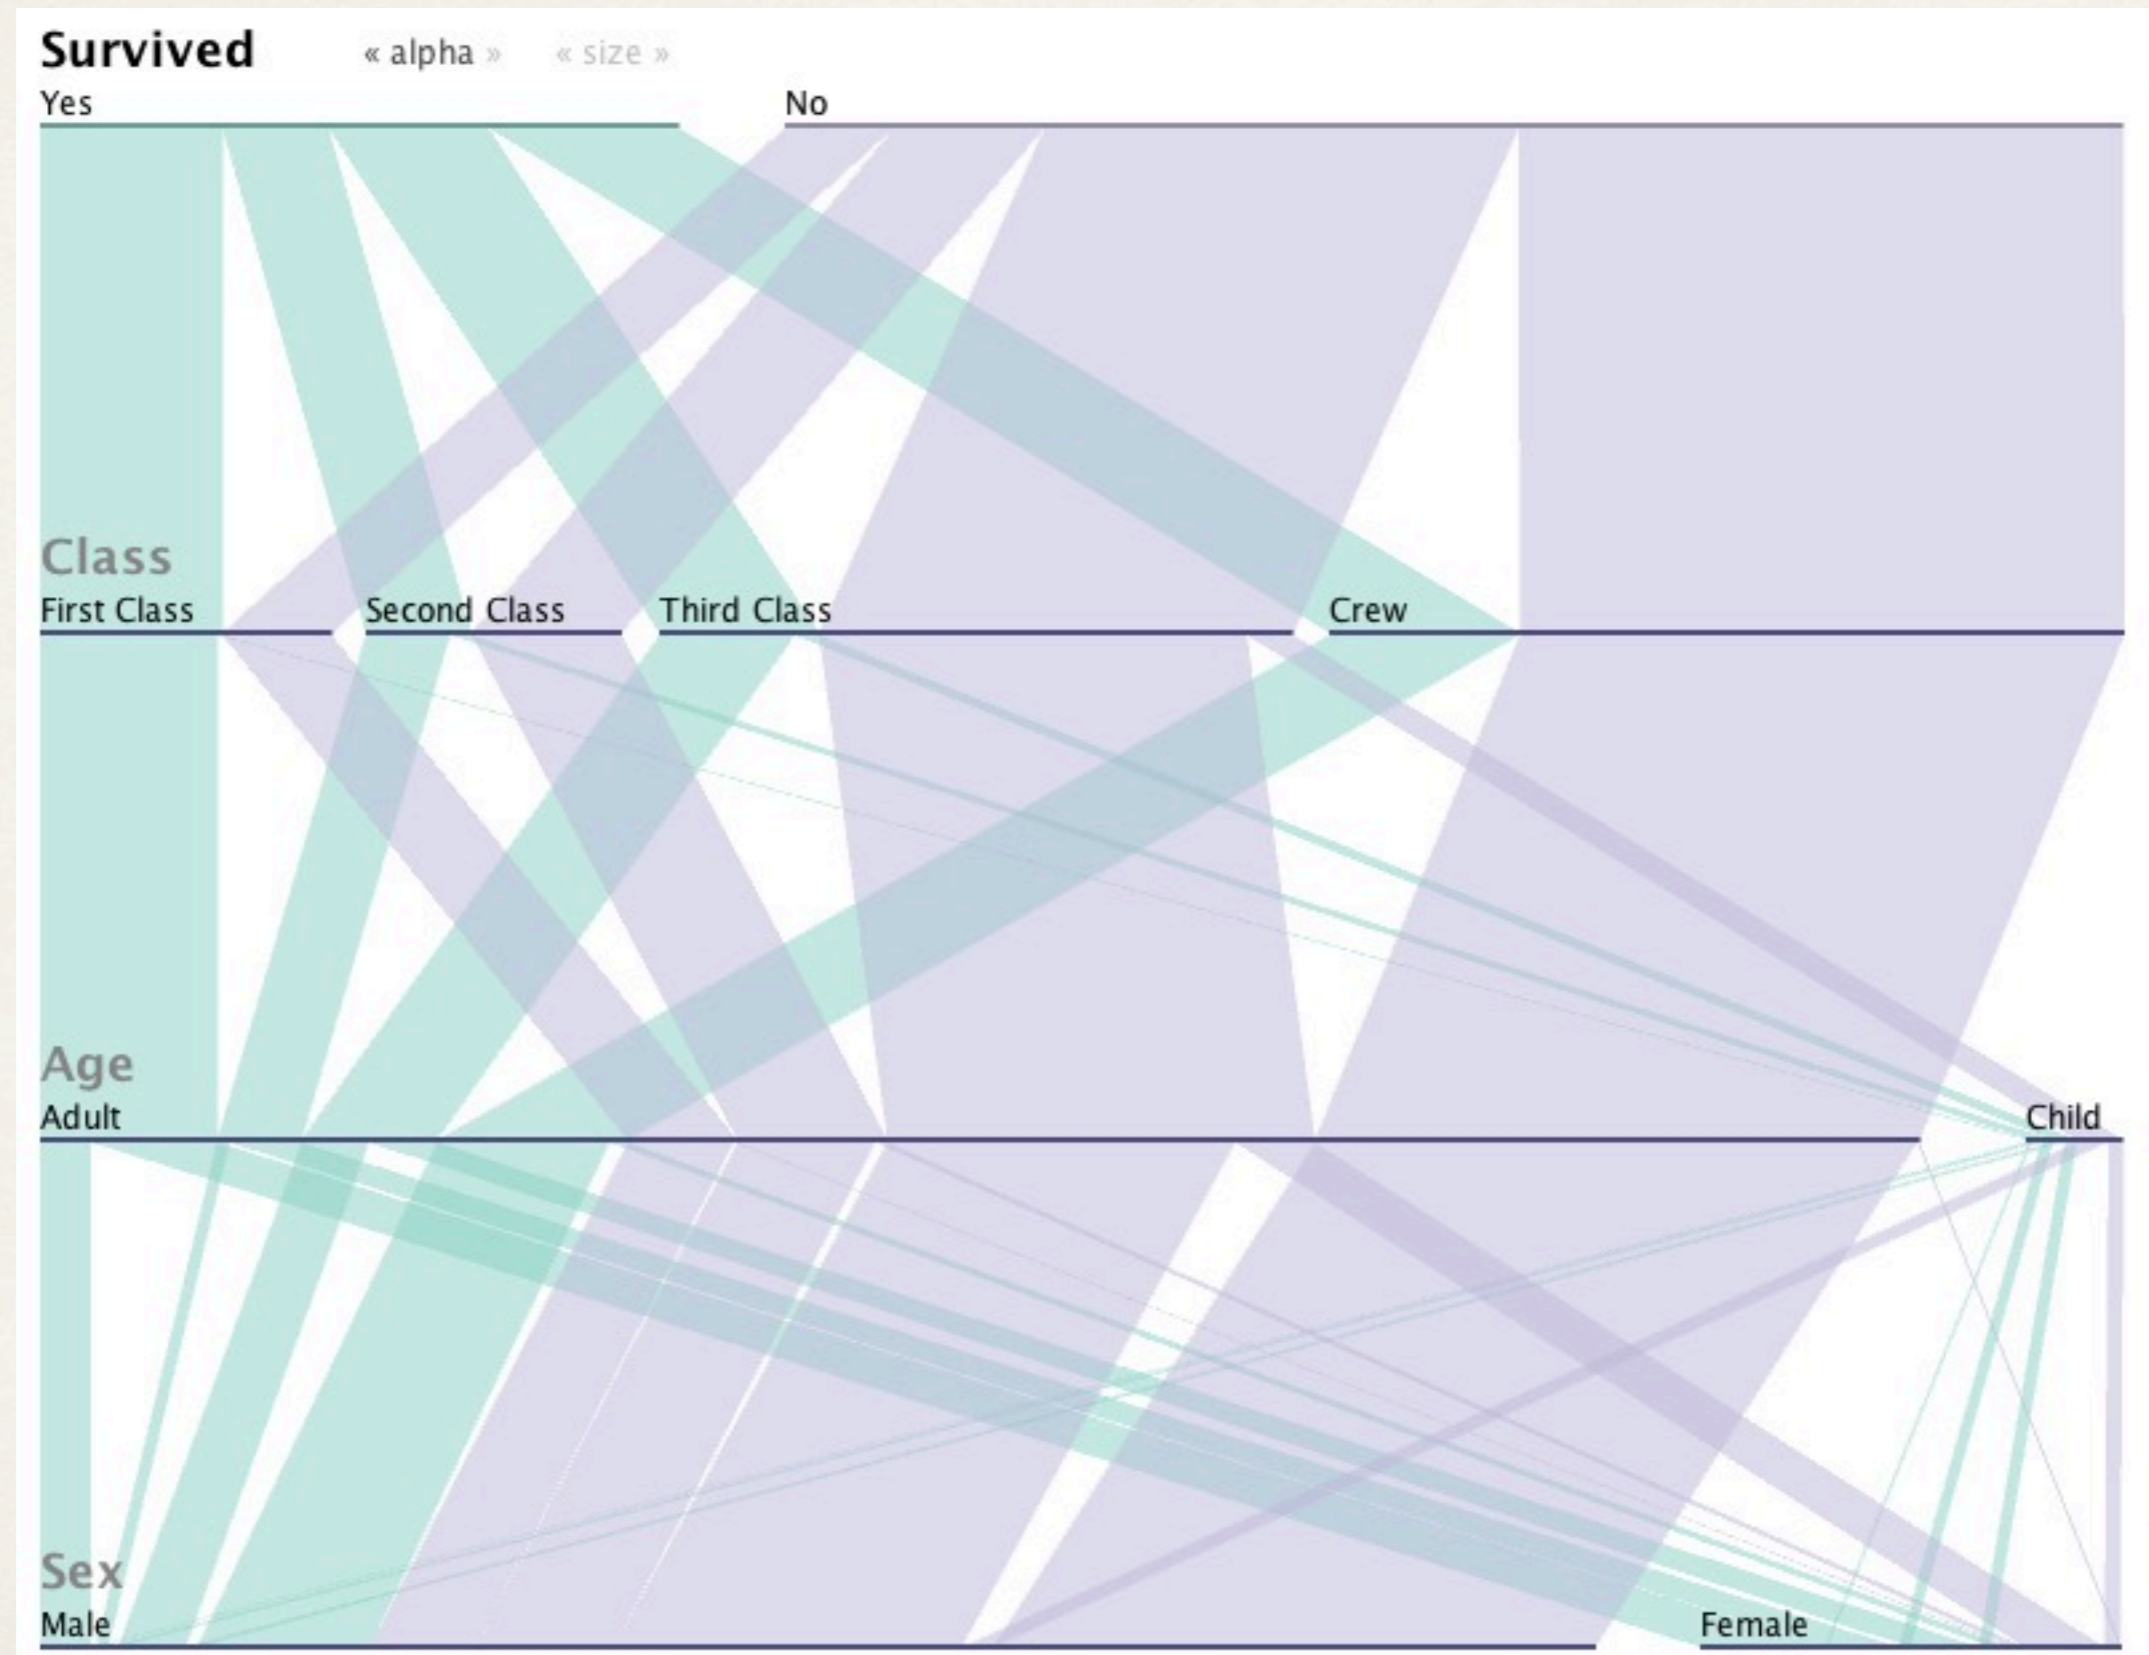 Survived « alpha » « size »
Yes No
Class
First Class Second Class Third Class Crew
Age
Adult Child
Sex
Male Female